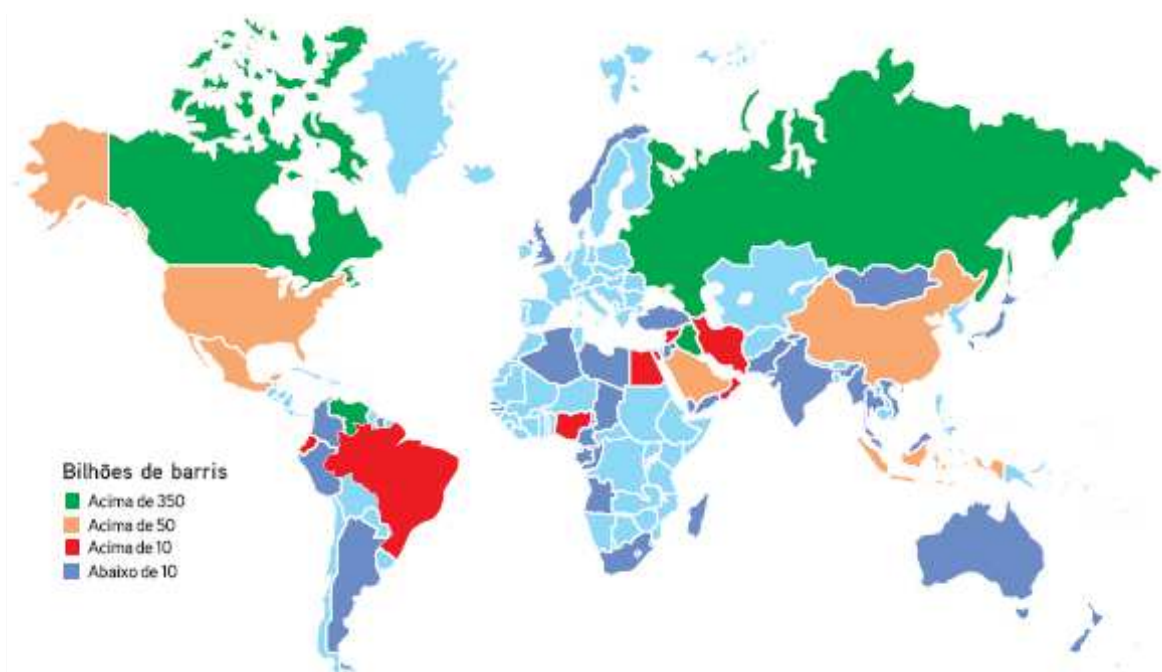 Bilhões de barris
Acima de 350
Acima de 50
Acima de 10
Abaixo de 10